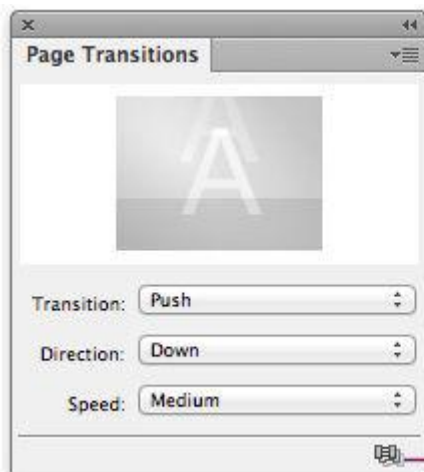 Page Transitions
A
Transition: Push
Direction: Down
Speed: Medium